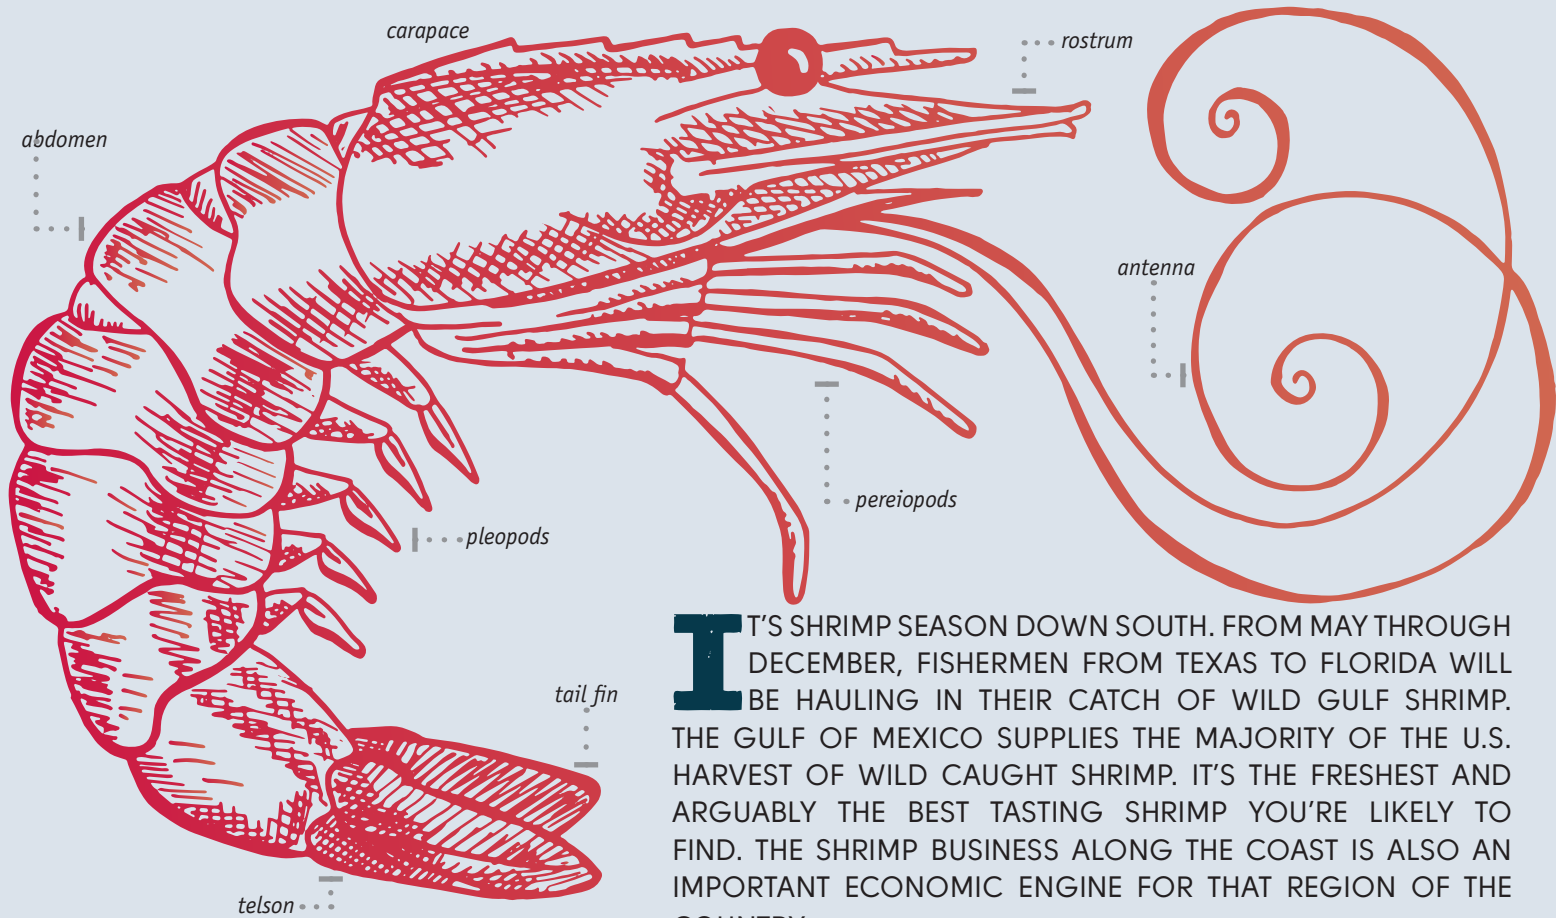 carapace
rostrum
abdomen
antenna
pereiopods
pleopods
tail fin
telson
IT'S SHRIMP SEASON DOWN SOUTH. FROM MAY THROUGH
DECEMBER, FISHERMEN FROM TEXAS TO FLORIDA WILL
BE HAULING IN THEIR CATCH OF WILD GULF SHRIMP.
THE GULF OF MEXICO SUPPLIES THE MAJORITY OF THE U.S.
HARVEST OF WILD CAUGHT SHRIMP. IT'S THE FRESHEST AND
ARGUABLY THE BEST TASTING SHRIMP YOU'RE LIKELY TO
FIND. THE SHRIMP BUSINESS ALONG THE COAST IS ALSO AN
IMPORTANT ECONOMIC ENGINE FOR THAT REGION OF THE